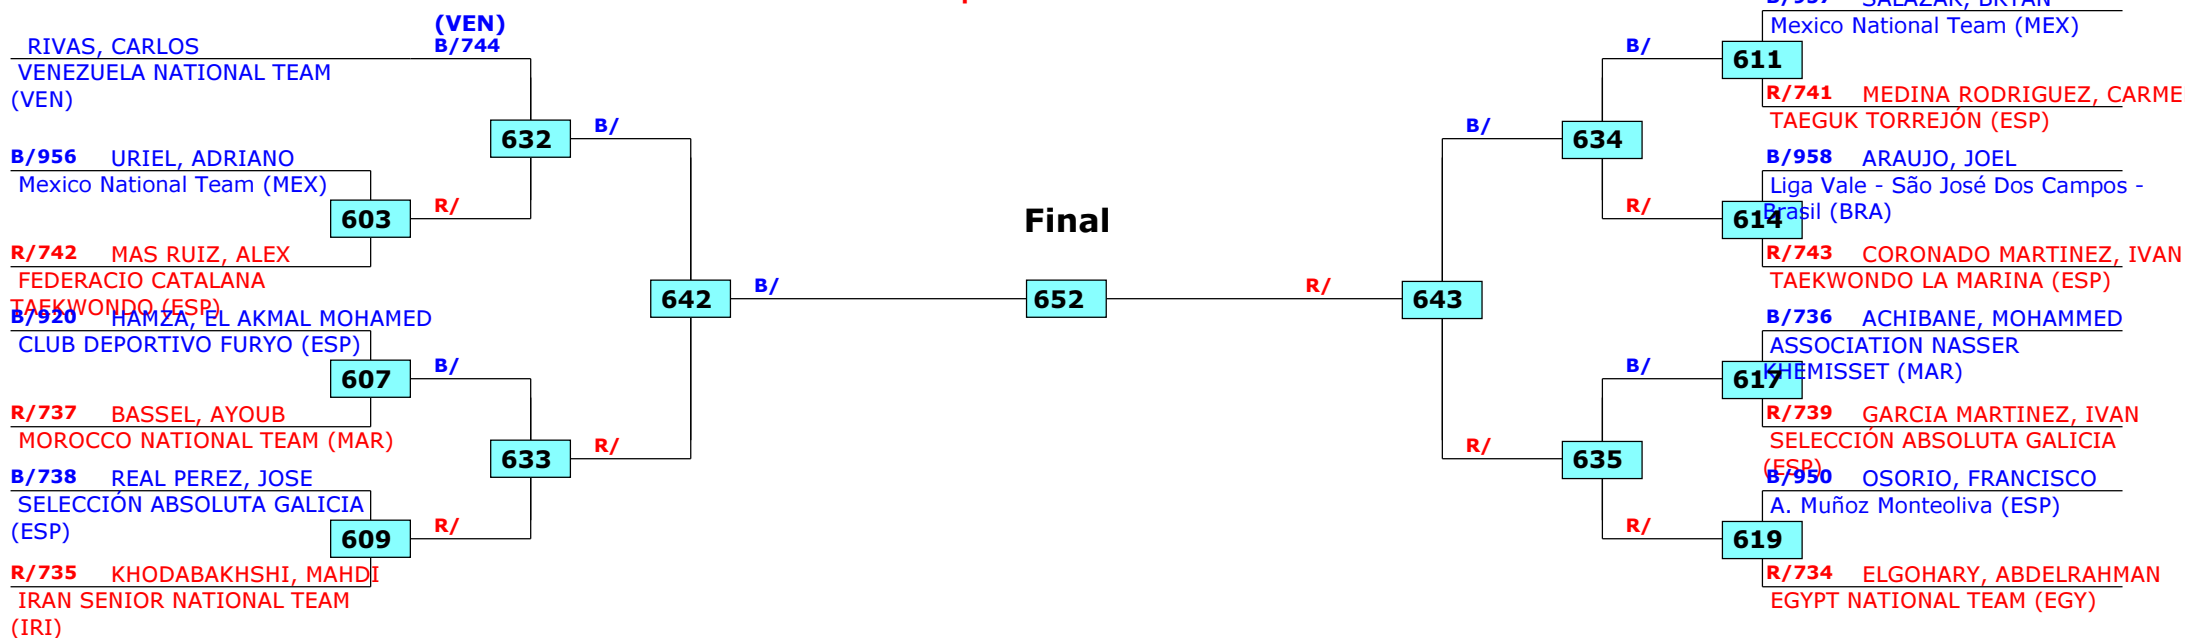 (VEN)
RIVAS, CARLOS
B/744
VENEZUELA NATIONAL TEAM
(VEN)
632
B/
B/956 URIEL, ADRIANO
Mexico National Team (MEX)
603
R/
R/742 MAS RUIZ, ALEX
FEDERACIO CATALANA
TAEKWONDO (ESP)
642
B/
B/920 HAMZA, EL AKMAL MOHAMED
CLUB DEPORTIVO FURYO (ESP)
607
B/
R/737 BASSEL, AYOUB
MOROCCO NATIONAL TEAM (MAR)
633
R/
B/738 REAL PEREZ, JOSE
SELECCIÓN ABSOLUTA GALICIA
(ESP)
609
R/
R/735 KHODABAKHSHI, MAHDI
IRAN SENIOR NATIONAL TEAM
(IRI)
Final
652
SALAZAR, BRYAN
Mexico National Team (MEX)
B/
611
R/741 MEDINA RODRIGUEZ, CARME
TAEGUK TORREJÓN (ESP)
B/
634
B/958 ARAUJO, JOEL
Liga Vale - São José Dos Campos -
Brasil (BRA)
R/
614
R/743 CORONADO MARTINEZ, IVAN
TAEKWONDO LA MARINA (ESP)
R/
643
B/736 ACHIBANE, MOHAMMED
ASSOCIATION NASSER
KHEMISSET (MAR)
B/
617
R/739 GARCIA MARTINEZ, IVAN
SELECCIÓN ABSOLUTA GALICIA
(ESP)
R/
635
B/950 OSORIO, FRANCISCO
A. Muñoz Monteoliva (ESP)
R/
619
R/734 ELGOHARY, ABDELRAHMAN
EGYPT NATIONAL TEAM (EGY)